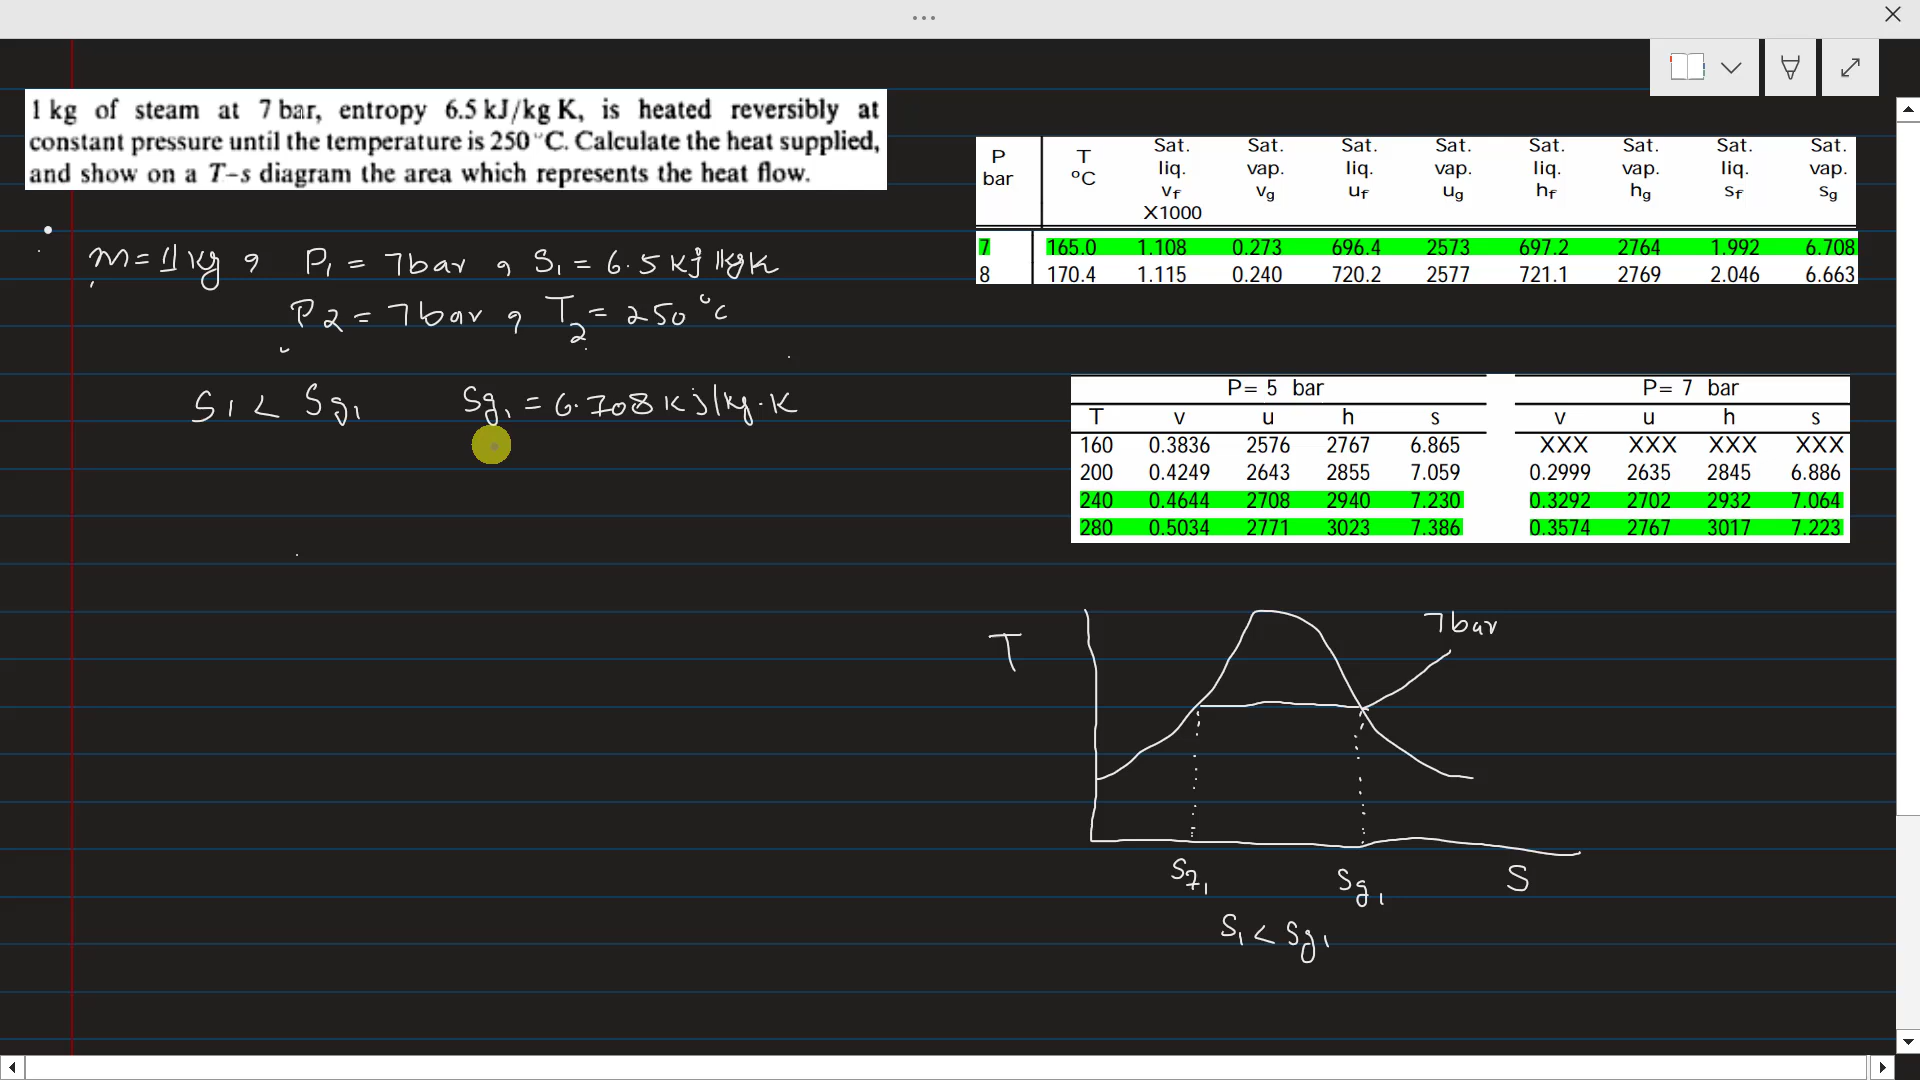 1 kg of steam at 7 bar, entropy 6.5 kJ/kg K, is heated reversibly at
constant pressure until the temperature is 250 °C. Calculate the heat supplied,
and show on a T–s diagram the area which represents the heat flow.
m = 1 kg , P1 = 7 bar , S1 = 6.5 kj/kgK
P2 = 7 bar , T2 = 250 °c
S1 < Sg1 Sg1 = 6.708 kj/kg.K
P bar T ºC Sat. liq. vf X1000 Sat. vap. vg Sat. liq. uf Sat. vap. ug Sat. liq. hf Sat. vap. hg Sat. liq. sf Sat. vap. sg
7 165.0 1.108 0.273 696.4 2573 697.2 2764 1.992 6.708
8 170.4 1.115 0.240 720.2 2577 721.1 2769 2.046 6.663
P= 5 bar P= 7 bar
T v u h s v u h s
160 0.3836 2576 2767 6.865 XXX XXX XXX XXX
200 0.4249 2643 2855 7.059 0.2999 2635 2845 6.886
240 0.4644 2708 2940 7.230 0.3292 2702 2932 7.064
280 0.5034 2771 3023 7.386 0.3574 2767 3017 7.223
7 bar
T
Sf1 Sg1 S
S1 < Sg1